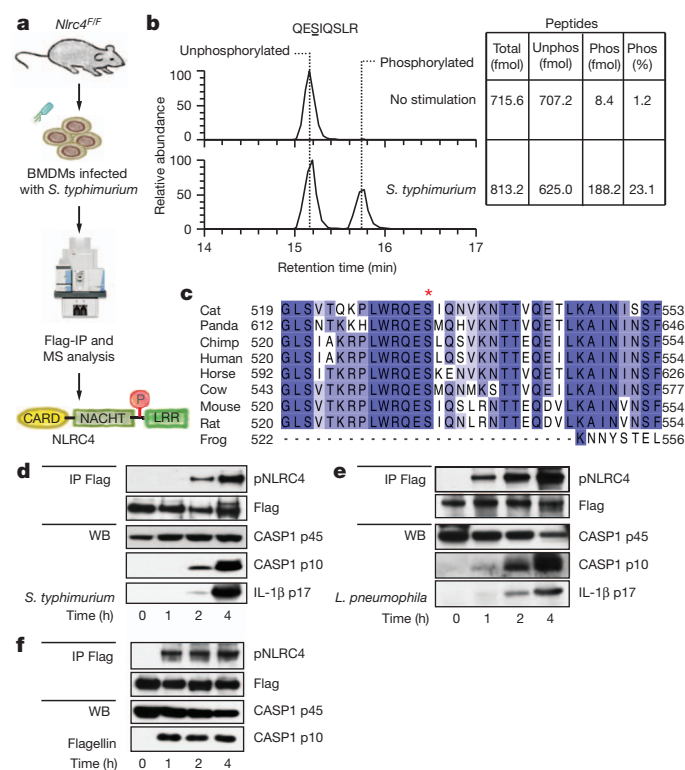 a
Nlrc4F/F
BMDMs infected
with S. typhimurium
Flag-IP and
MS analysis
P
CARD NACHT LRR
NLRC4
b
QESIQSLR
Unphosphorylated
Phosphorylated
No stimulation
S. typhimurium
Relative abundance
100
50
0
100
50
0
14 15 16 17
Retention time (min)
Peptides
Total (fmol) Unphos (fmol) Phos (fmol) Phos (%)
715.6 707.2 8.4 1.2
813.2 625.0 188.2 23.1
c
*
Cat 519 GLSVTQKPLWRQESIQNVKNTTVQETLKAINISSF 553
Panda 612 GLSNTKKHLWRQESMQHVKNTTVQETLKAININSF 646
Chimp 520 GLSIAKRPLWRQESLQSVKNTTEQEILKAININSF 554
Human 520 GLSIAKRPLWRQESLQSVKNTTEQEILKAININSF 554
Horse 592 GLSITKRPLWRQESKENVKNTTEQETLKAININTF 626
Cow 543 GLSVTKRPLWRQESMQNMKSTTVQEILKAININSF 577
Mouse 520 GLSVTKRPLWRQESIQSLRNTTEQDVLKAINVNSF 554
Rat 520 GLSVTKRPLWRQESIQNLRNTTEQDVLKAINVNSF 554
Frog 522 - - - - - - - - - - - - - - - - - - - - - - - - - - KNNYSTEL 556
d
IP Flag
pNLRC4
Flag
WB
CASP1 p45
CASP1 p10
IL-1β p17
S. typhimurium
Time (h) 0 1 2 4
e
IP Flag
pNLRC4
Flag
WB
CASP1 p45
CASP1 p10
IL-1β p17
L. pneumophila
Time (h) 0 1 2 4
f
IP Flag
pNLRC4
Flag
WB
CASP1 p45
CASP1 p10
Flagellin
Time (h) 0 1 2 4